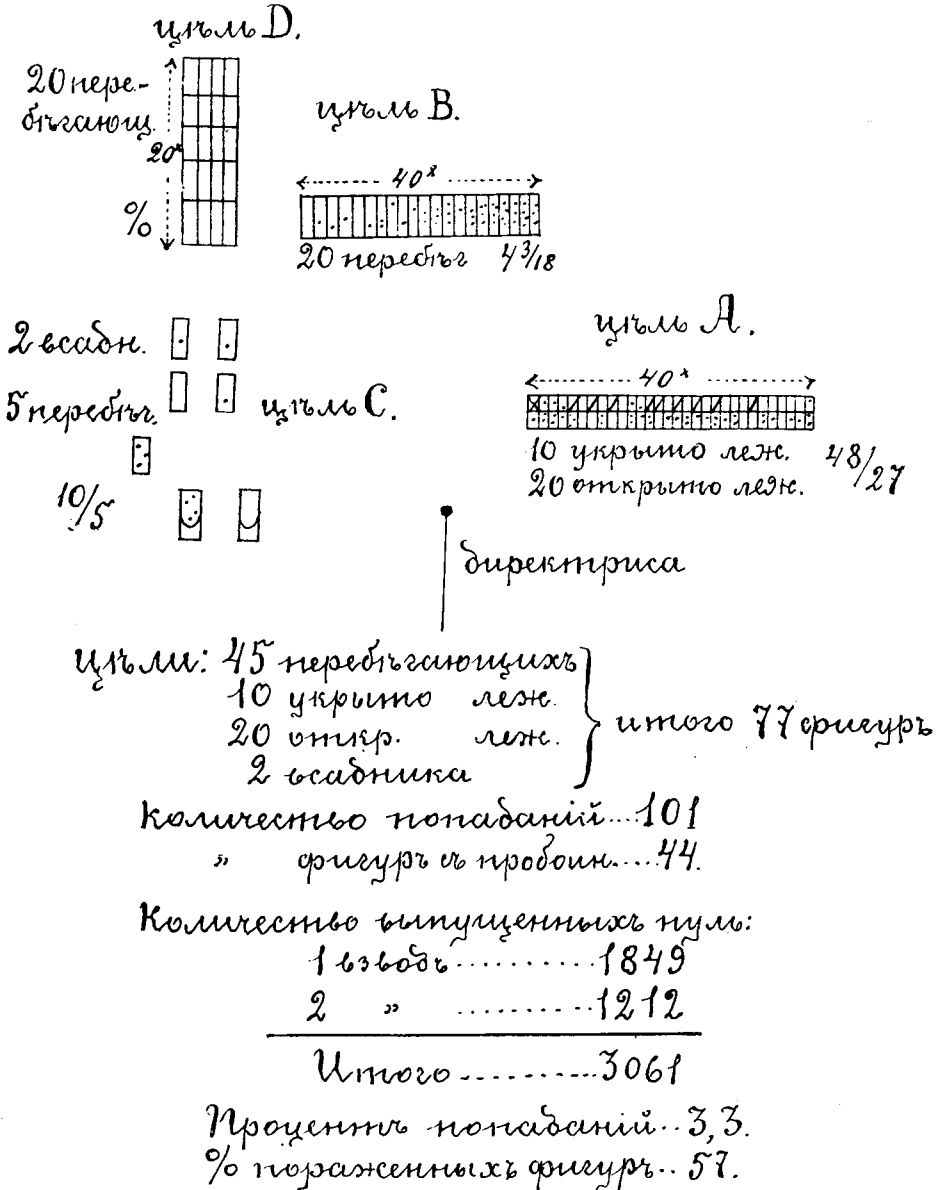 цѣль D.
20 пере-
бѣгающ.
20ˣ
%
цѣль В.
40ˣ
20 перебѣг 43/18
цѣль А.
40ˣ
10 укрыто леж. 48/27
20 открыто леж.
2 всадн.
5 перебѣг.
цѣль С.
10/5
директриса
цѣли: 45 перебѣгающихъ
10 укрыто леж.
20 откр. леж.
2 всадника
итого 77 фигуръ
Количество попаданій....101
„ фигуръ съ пробоин....44.
Количество выпущенныхъ пуль:
1 взводъ..........1849
2 „ ..........1212
Итого..........3061
Процентъ попаданій..3,3.
% пораженныхъ фигуръ..57.